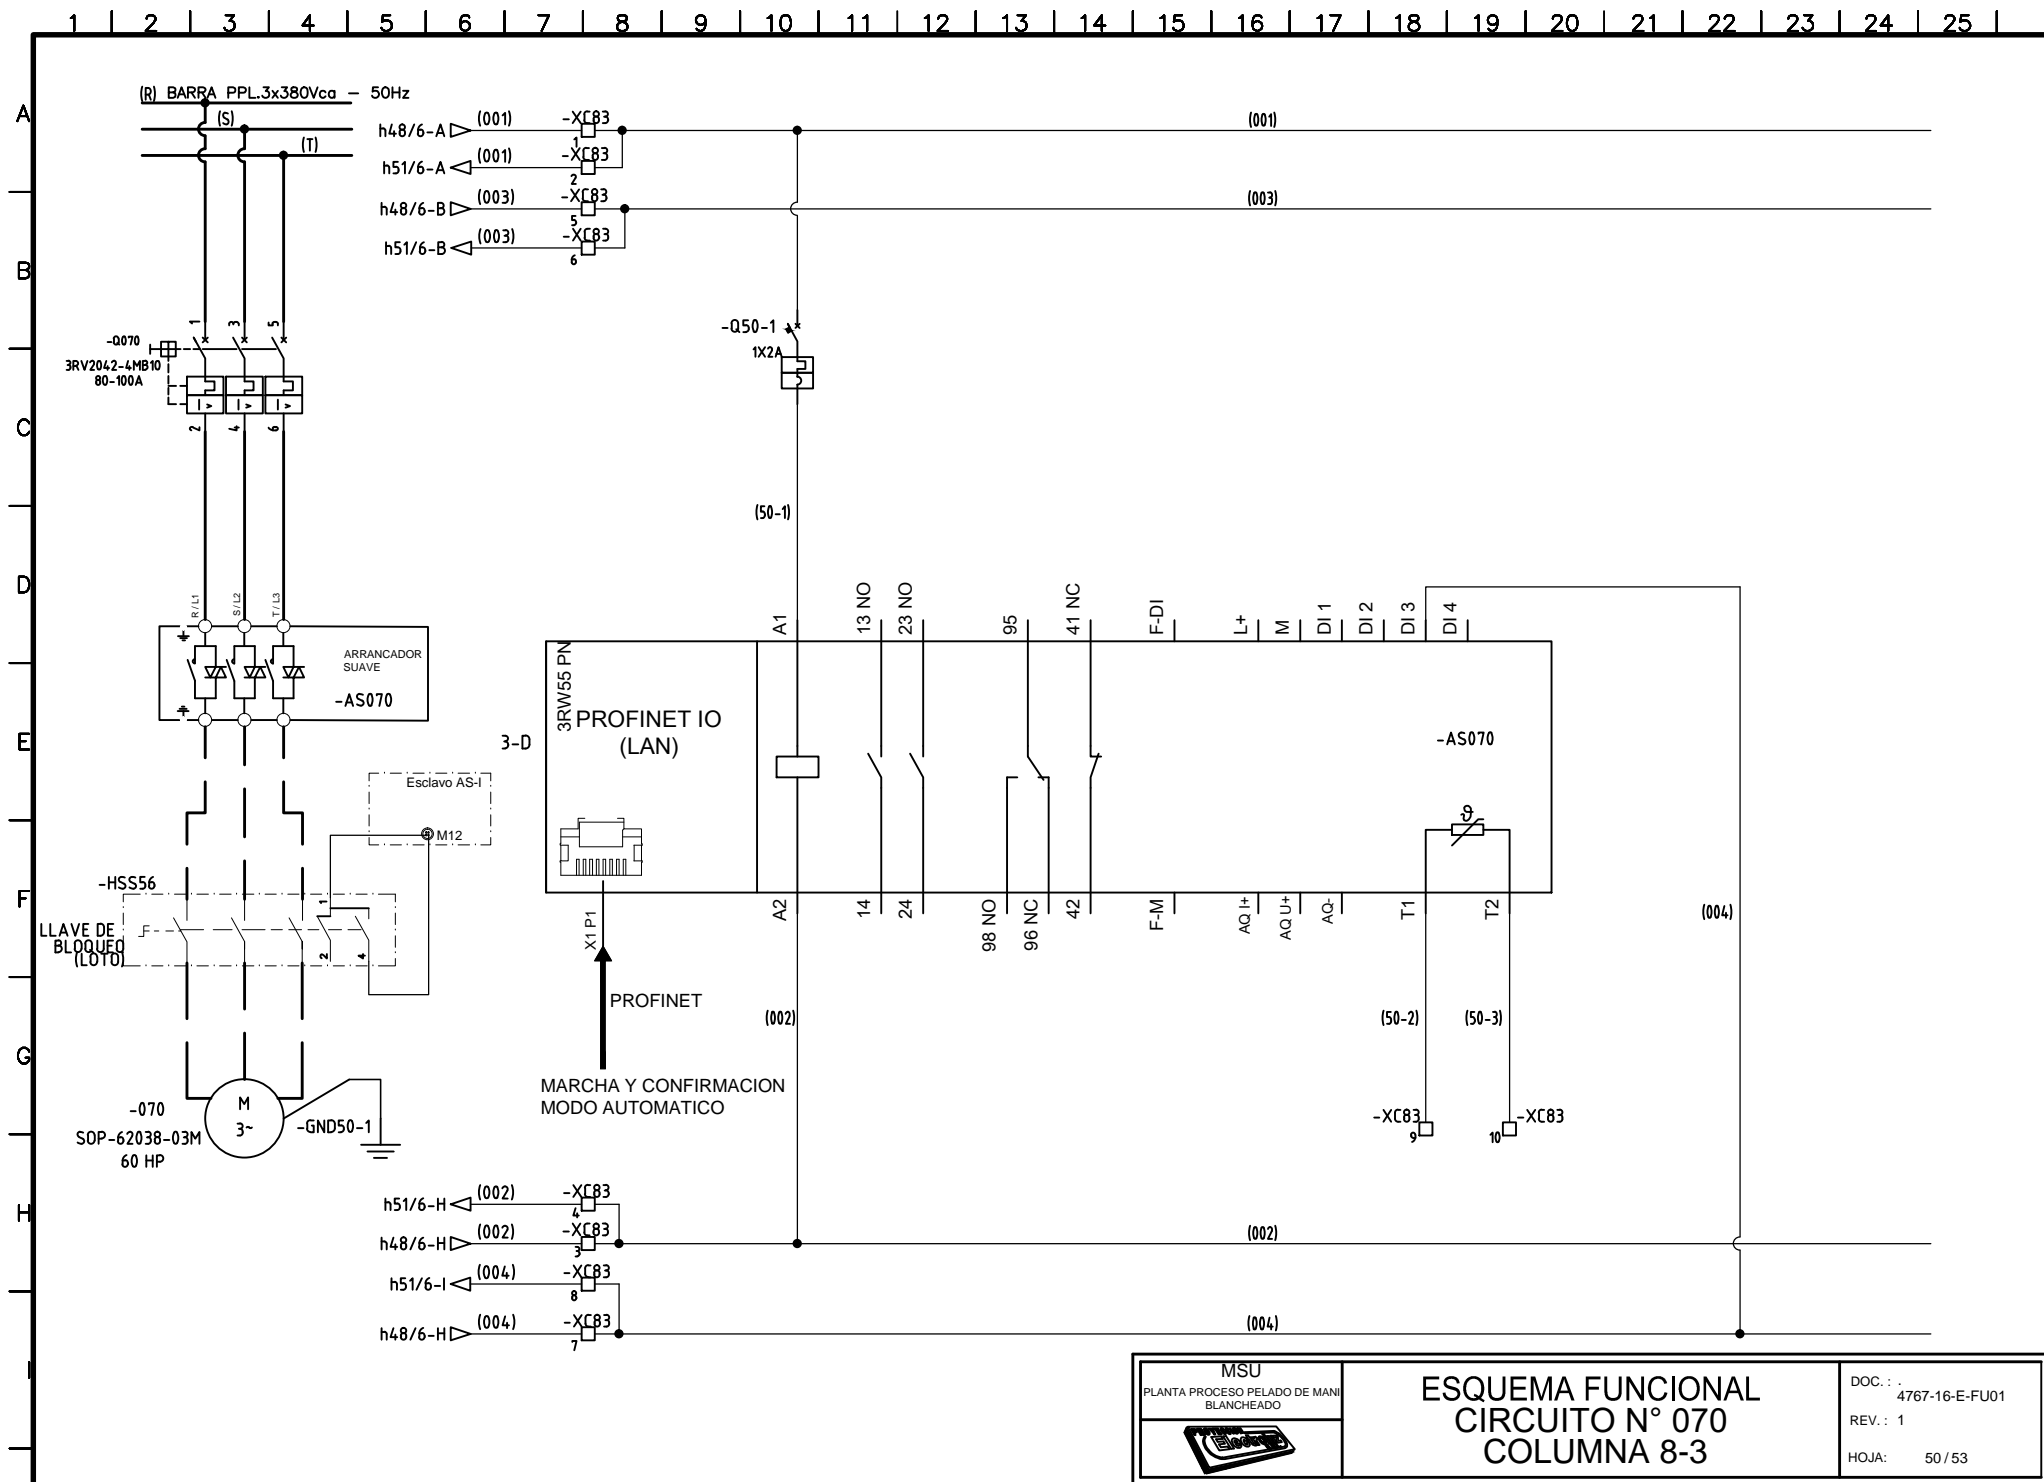 1 2 3 4 5 6 7 8 9 10 11 12 13 14 15 16 17 18 19 20 21 22 23 24 25
A
B
C
D
E
F
G
H
I
(R) BARRA PPL.3x380Vca - 50Hz
(S)
(T)
h48/6-A (001) -XC83 1
(001)
h51/6-A (001) -XC83 2
h48/6-B (003) -XC83 5
(003)
h51/6-B (003) -XC83 6
1 3 5
-Q070
3RV2042-4MB10
80-100A
2 4 6
-Q50-1
1X2A
(50-1)
R / L1 S / L2 T / L3
ARRANCADOR
SUAVE
-AS070
A1 13 NO 23 NO 95 41 NC F-DI L+ M DI 1 DI 2 DI 3 DI 4
3RW55 PN
PROFINET IO
(LAN)
3-D
-AS070
ϑ
Esclavo AS-I
M12
-HSS56
LLAVE DE
BLOQUEO
(LOTO)
F
1
2 4
X1 P1
A2 14 24 98 NO 96 NC 42 F-M AQ I+ AQ U+ AQ- T1 T2
(004)
PROFINET
(002)
(50-2) (50-3)
MARCHA Y CONFIRMACION
MODO AUTOMATICO
M
3~
-070
SOP-62038-03M
60 HP
-GND50-1
-XC83 9
-XC83 10
h51/6-H (002) -XC83 4
h48/6-H (002) -XC83 3
(002)
h51/6-I (004) -XC83 8
h48/6-H (004) -XC83 7
(004)
MSU
PLANTA PROCESO PELADO DE MANI
BLANCHEADO
ESQUEMA FUNCIONAL
CIRCUITO N° 070
COLUMNA 8-3
DOC. : .
4767-16-E-FU01
REV. : 1
HOJA: 50 / 53